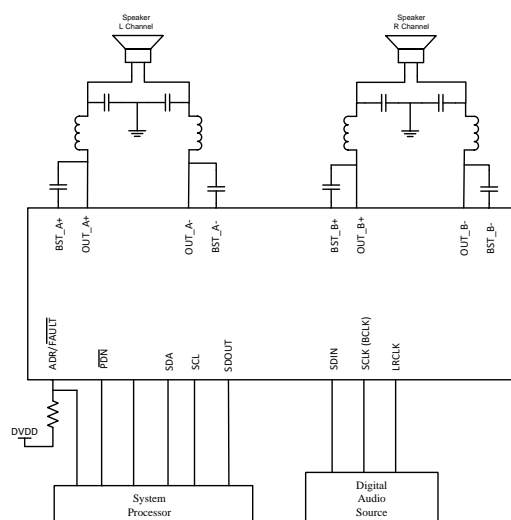 Speaker
L Channel
Speaker
R Channel
BST_A+
OUT_A+
OUT_A-
BST_A-
BST_B+
OUT_B+
OUT_B-
BST_B-
ADR/FAULT
PDN
SDA
SCL
SDOUT
SDIN
SCLK (BCLK)
LRCLK
DVDD
System
Processor
Digital
Audio
Source